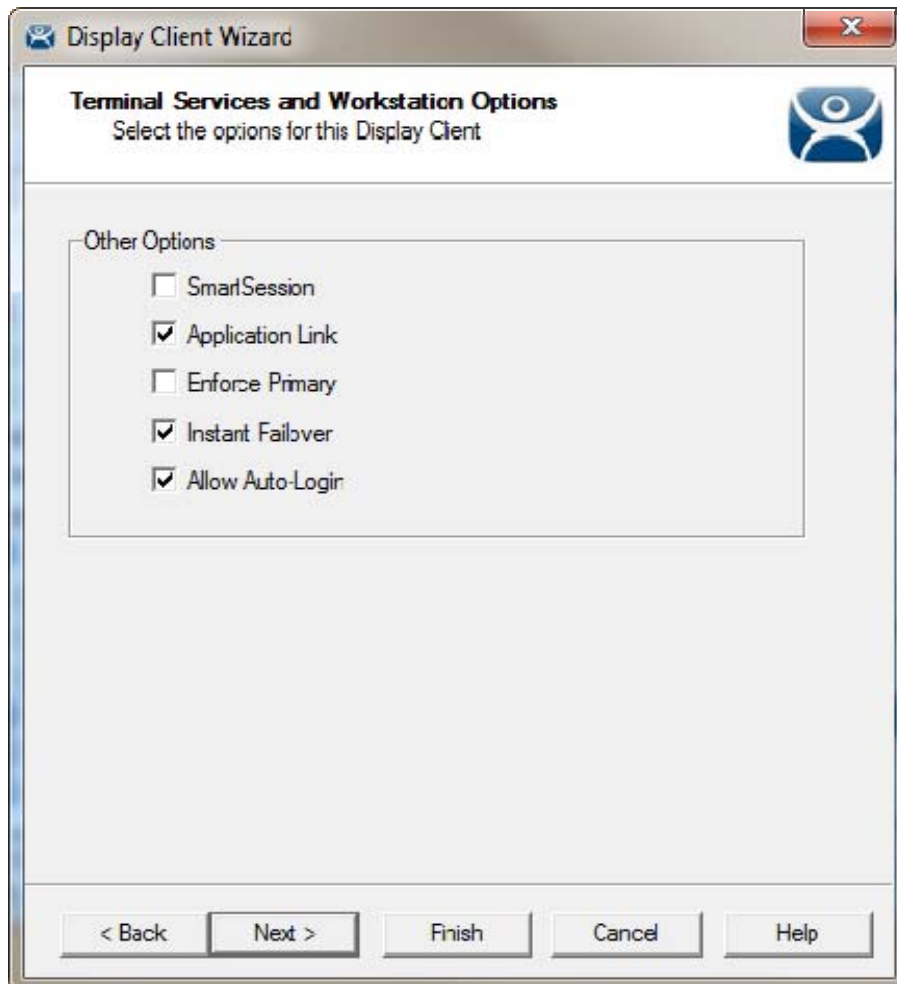 Display Client Wizard
Terminal Services and Workstation Options
Select the options for this Display Client
Other Options
SmartSession
Application Link
Enforce Primary
Instant Failover
Allow Auto-Login
< Back Next > Finish Cancel Help